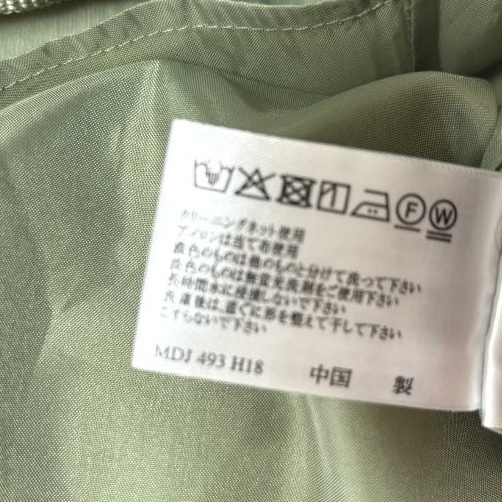 F W
クリーニングネット使用
アイロンは当て布使用
濃色のものは他のものと分けて洗って下さい
淡色のものは無蛍光洗剤をご使用下さい
長時間水に浸漬しないで下さい
洗濯後は、直ぐに形を整えて干して下さい
こすらないで下さい
MDJ 493 H18 中国 製